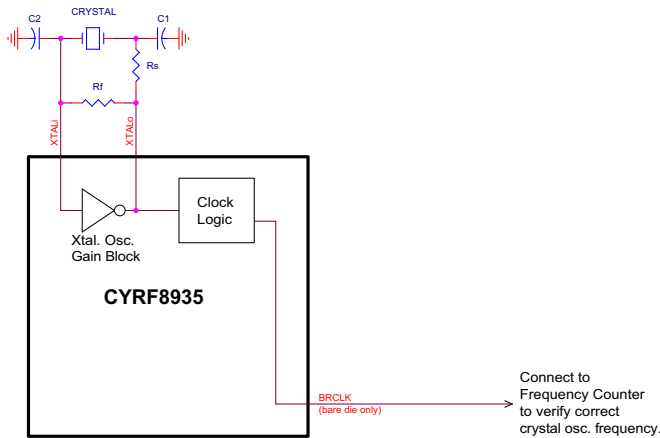 CRYSTAL
C2
C1
Rs
Rf
XTALi
XTALo
Clock
Logic
Xtal. Osc.
Gain Block
CYRF8935
BRCLK
(bare die only)
Connect to
Frequency Counter
to verify correct
crystal osc. frequency.